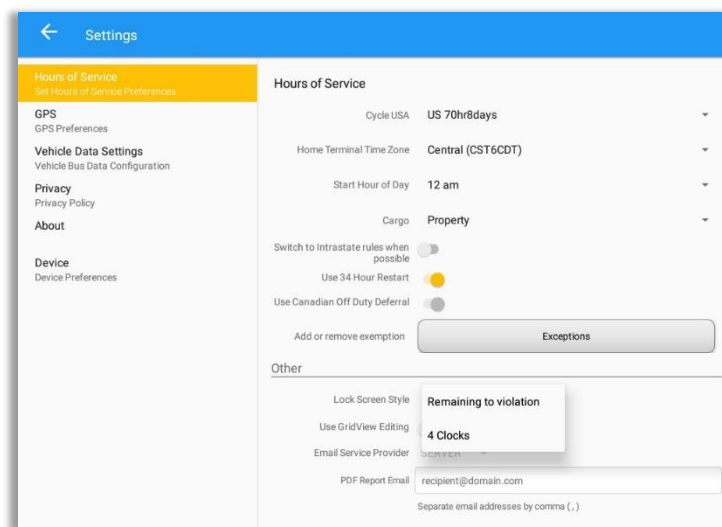 Settings
Hours of Service
Set Hours of Service Preferences
GPS
GPS Preferences
Vehicle Data Settings
Vehicle Bus Data Configuration
Privacy
Privacy Policy
About
Device
Device Preferences
Hours of Service
Cycle USA US 70hr8days
Home Terminal Time Zone Central (CST6CDT)
Start Hour of Day 12 am
Cargo Property
Switch to Intrastate rules when
possible
Use 34 Hour Restart
Use Canadian Off Duty Deferral
Add or remove exemption Exceptions
Other
Lock Screen Style Remaining to violation
Use GridView Editing 4 Clocks
Email Service Provider SERVER
PDF Report Email recipient@domain.com
Separate email addresses by comma (,)